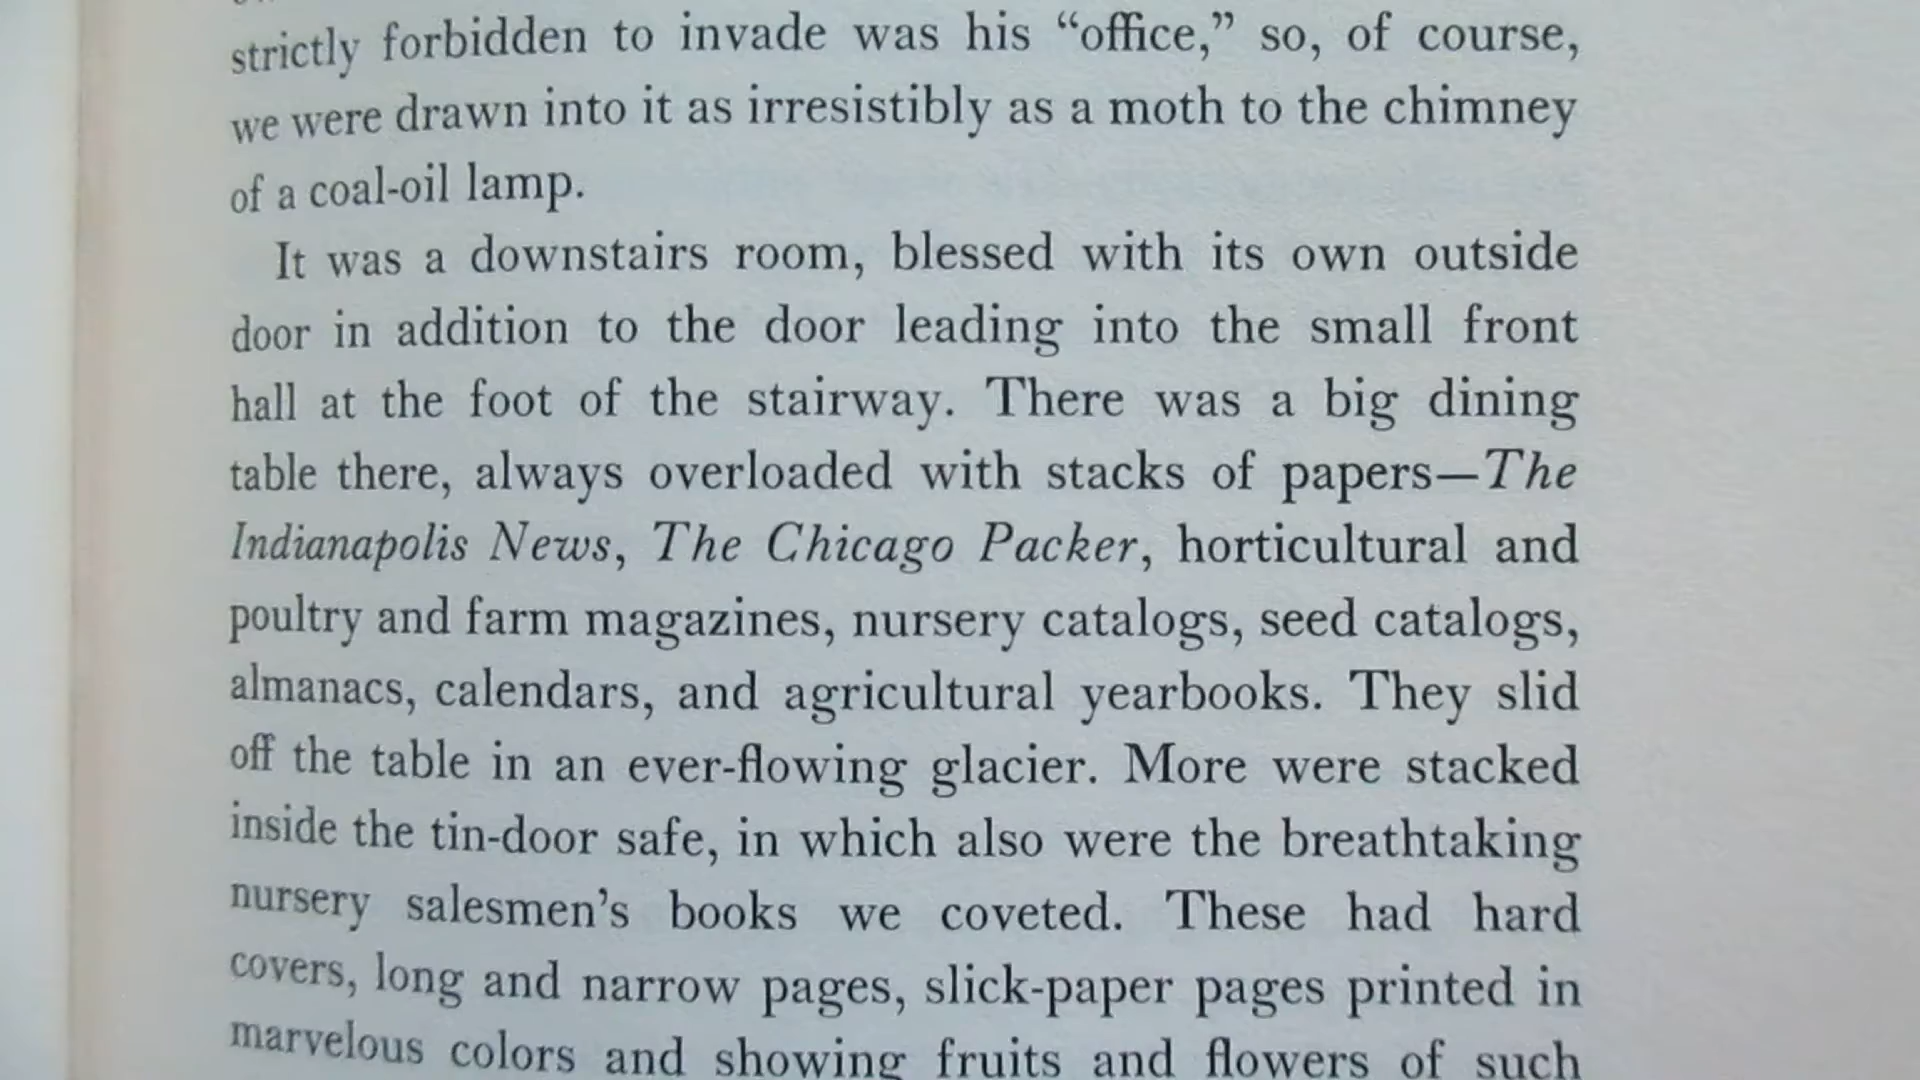 strictly forbidden to invade was his “office,” so, of course,
we were drawn into it as irresistibly as a moth to the chimney
of a coal-oil lamp.
It was a downstairs room, blessed with its own outside
door in addition to the door leading into the small front
hall at the foot of the stairway. There was a big dining
table there, always overloaded with stacks of papers—The
Indianapolis News, The Chicago Packer, horticultural and
poultry and farm magazines, nursery catalogs, seed catalogs,
almanacs, calendars, and agricultural yearbooks. They slid
off the table in an ever-flowing glacier. More were stacked
inside the tin-door safe, in which also were the breathtaking
nursery salesmen’s books we coveted. These had hard
covers, long and narrow pages, slick-paper pages printed in
marvelous colors and showing fruits and flowers of such